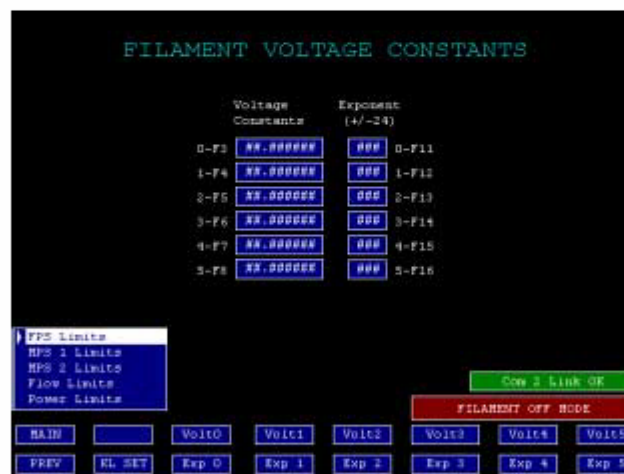 FILAMENT VOLTAGE CONSTANTS
Voltage Exponent
Constants (+/-24)
0-F3 ##.###### ### 0-F11
1-F4 ##.###### ### 1-F12
2-F5 ##.###### ### 2-F13
3-F6 ##.###### ### 3-F14
4-F7 ##.###### ### 4-F15
5-F8 ##.###### ### 5-F16
FPS Limits
MPS 1 Limits
MPS 2 Limits
Flow Limits
Power Limits
Com 2 Link OK
FILAMENT OFF MODE
MAIN Volt0 Volt1 Volt2 Volt3 Volt4 Volt5
PREV KL SET Exp 0 Exp 1 Exp 2 Exp 3 Exp 4 Exp 5